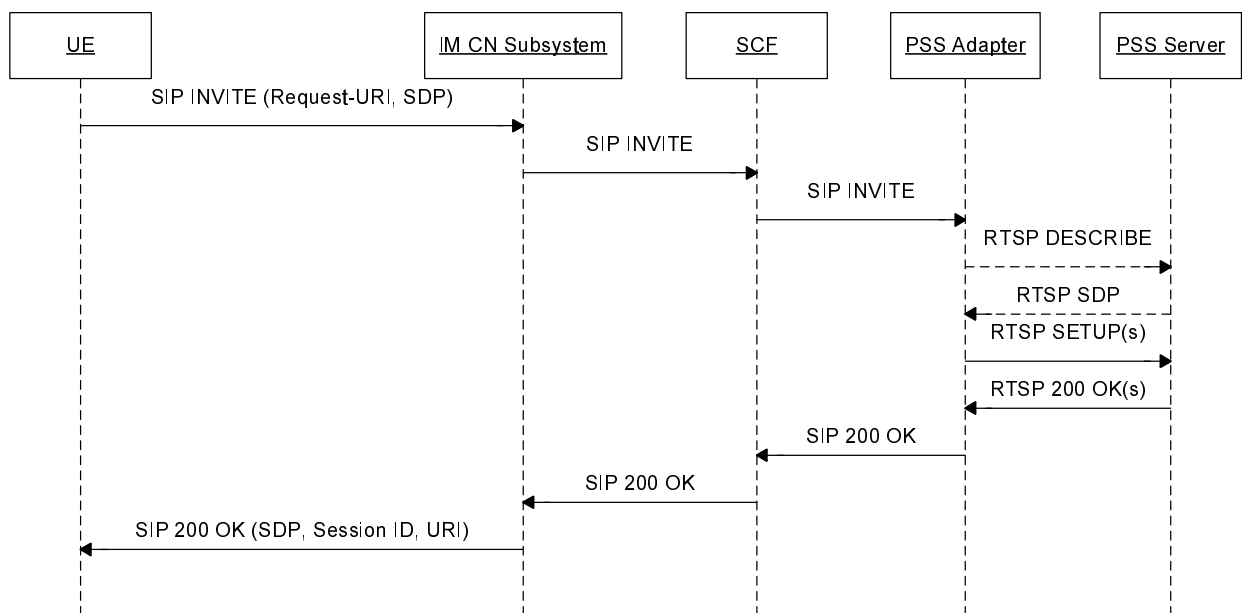 UE
IM CN Subsystem
SCF
PSS Adapter
PSS Server
SIP INVITE (Request-URI, SDP)
SIP INVITE
SIP INVITE
RTSP DESCRIBE
RTSP SDP
RTSP SETUP(s)
RTSP 200 OK(s)
SIP 200 OK
SIP 200 OK
SIP 200 OK (SDP, Session ID, URI)